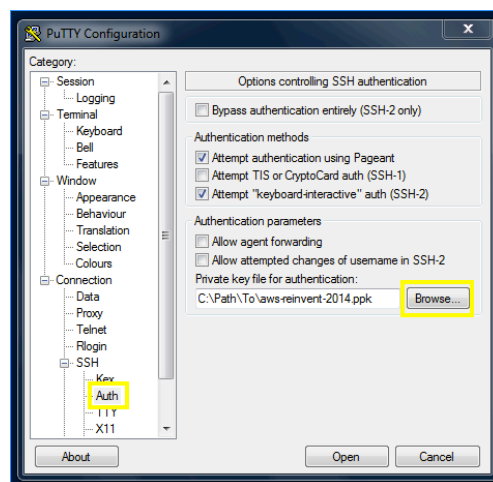 PuTTY Configuration
x
Category:
Session
Logging
Terminal
Keyboard
Bell
Features
Window
Appearance
Behaviour
Translation
Selection
Colours
Connection
Data
Proxy
Telnet
Rlogin
SSH
Kex
Auth
TTY
X11
Options controlling SSH authentication
Bypass authentication entirely (SSH-2 only)
Authentication methods
Attempt authentication using Pageant
Attempt TIS or CryptoCard auth (SSH-1)
Attempt "keyboard-interactive" auth (SSH-2)
Authentication parameters
Allow agent forwarding
Allow attempted changes of username in SSH-2
Private key file for authentication:
C:\Path\To\aws-reinvent-2014.ppk
Browse...
About
Open
Cancel